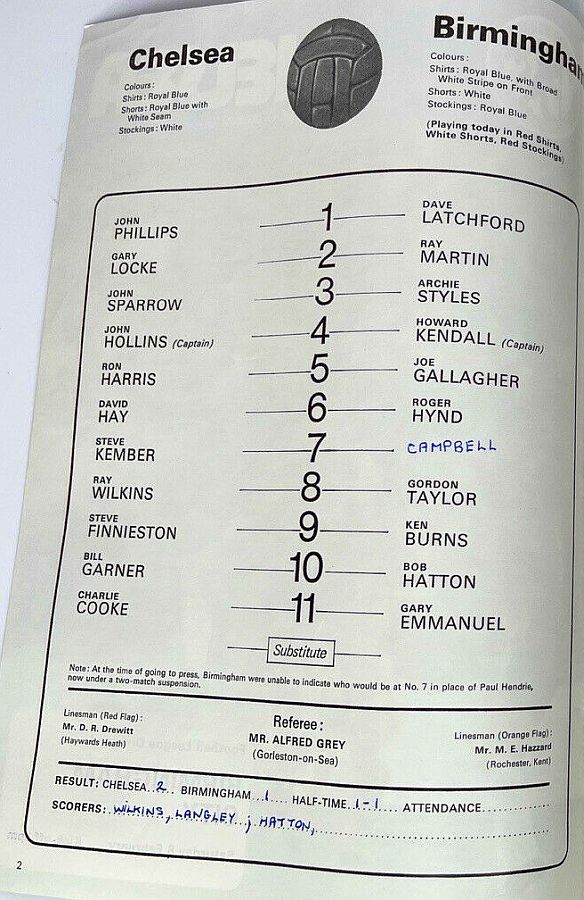 Chelsea
Colours:
Shirts: Royal Blue
Shorts: Royal Blue with
White Seam
Stockings: White
Birmingham
Colours:
Shirts: Royal Blue, with Broad
White Stripe on Front
Shorts: White
Stockings: Royal Blue
(Playing today in Red Shirts,
White Shorts, Red Stockings)
JOHN PHILLIPS 1 DAVE LATCHFORD
GARY LOCKE 2 RAY MARTIN
JOHN SPARROW 3 ARCHIE STYLES
JOHN HOLLINS (Captain) 4 HOWARD KENDALL (Captain)
RON HARRIS 5 JOE GALLAGHER
DAVID HAY 6 ROGER HYND
STEVE KEMBER 7 CAMPBELL
RAY WILKINS 8 GORDON TAYLOR
STEVE FINNIESTON 9 KEN BURNS
BILL GARNER 10 BOB HATTON
CHARLIE COOKE 11 GARY EMMANUEL
Substitute
Note: At the time of going to press, Birmingham were unable to indicate who would be at No. 7 in place of Paul Hendrie,
now under a two-match suspension.
Linesman (Red Flag):
Mr. D. R. Drewitt
(Haywards Heath)
Referee:
MR. ALFRED GREY
(Gorleston-on-Sea)
Linesman (Orange Flag):
Mr. M. E. Hazzard
(Rochester, Kent)
RESULT: CHELSEA..2.. BIRMINGHAM..1.... HALF-TIME.1-1.... ATTENDANCE..............
SCORERS: WILKINS, LANGLEY; HATTON,
2